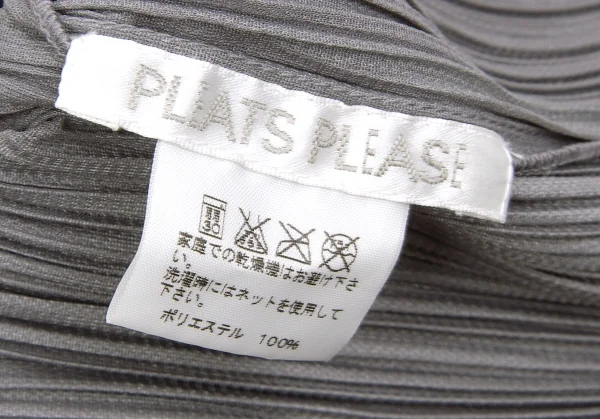 PLEATS PLEASE
弱
30
家庭での乾燥機はお避け下さ
い。
洗濯時にはネットを使用して
下さい。
ポリエステル 100%